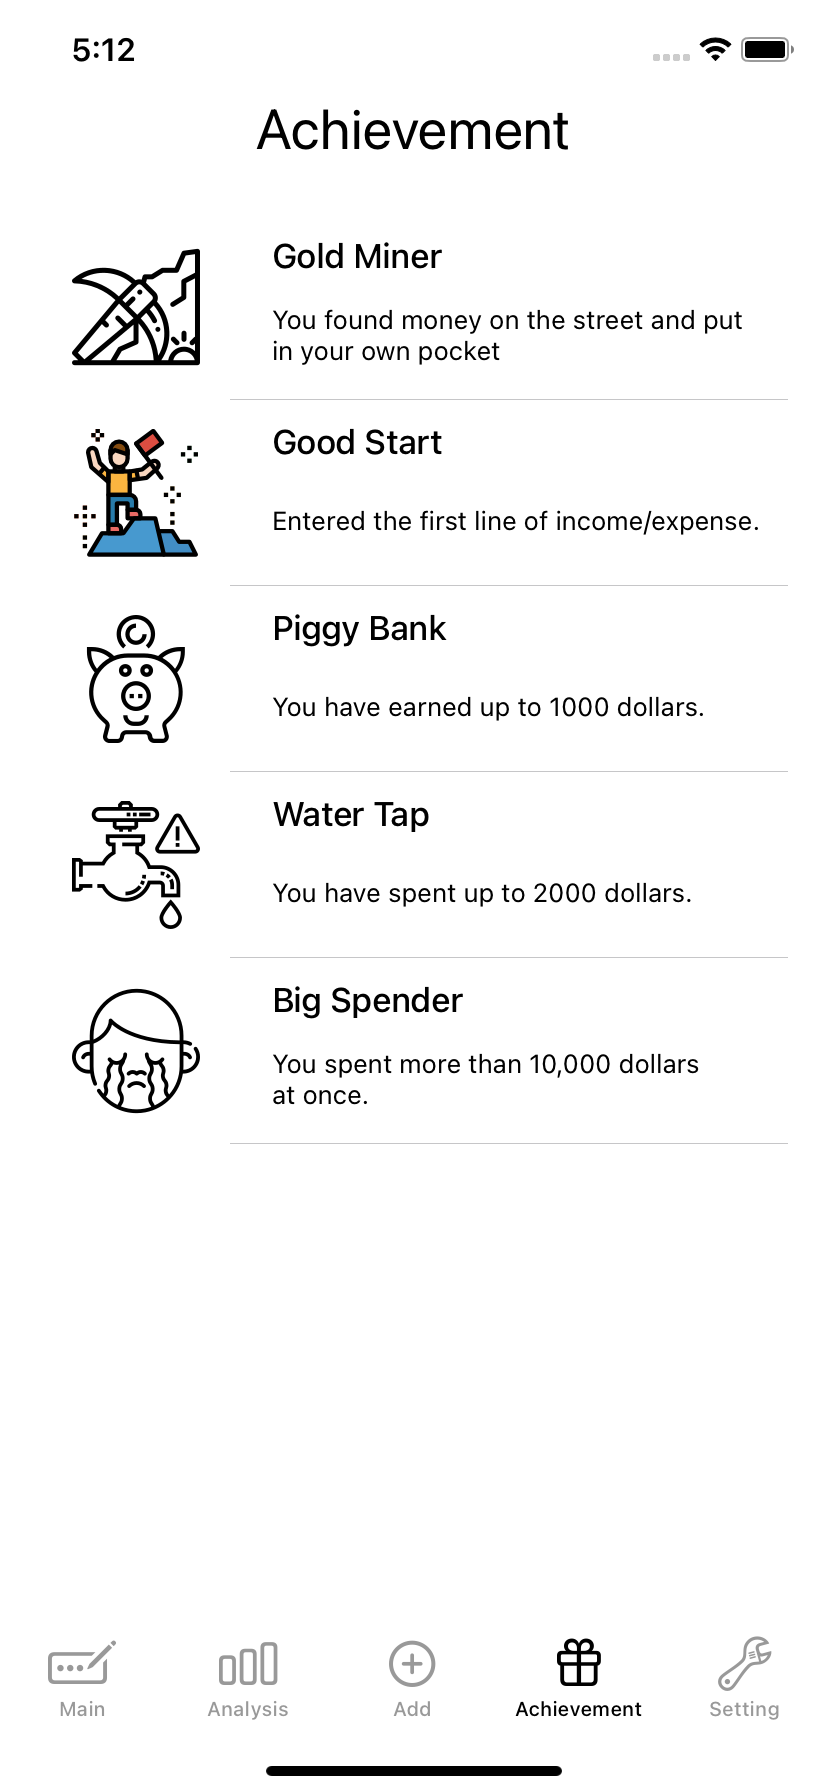 5:12
Achievement
Gold Miner
You found money on the street and put
in your own pocket
Good Start
Entered the first line of income/expense.
Piggy Bank
You have earned up to 1000 dollars.
Water Tap
You have spent up to 2000 dollars.
Big Spender
You spent more than 10,000 dollars
at once.
Main
Analysis
Add
Achievement
Setting